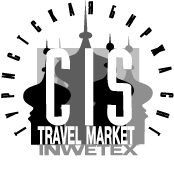 ТУРИСТСКАЯ БИРЖА СНГ
CIS
TRAVEL MARKET
INWETEX